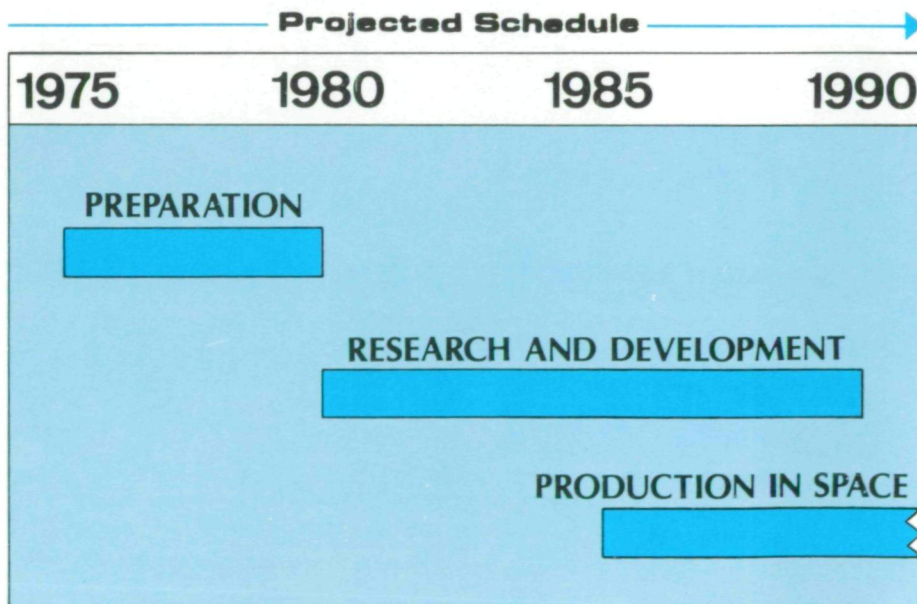 Projected Schedule
1975 1980 1985 1990
PREPARATION
RESEARCH AND DEVELOPMENT
PRODUCTION IN SPACE